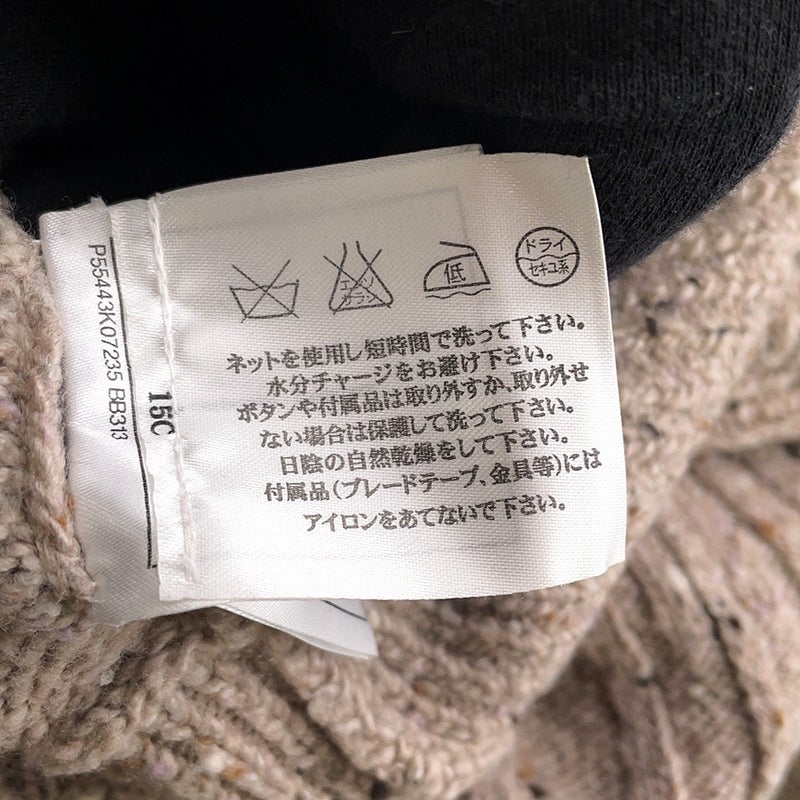 P55443K07235 BB313
15C
エンソ
サラシ
低
ドライ
セキユ系
ネットを使用し短時間で洗って下さい。
水分チャージをお避け下さい。
ボタンや付属品は取り外すか、取り外せ
ない場合は保護して洗って下さい。
日陰の自然乾燥をして下さい。
付属品(ブレードテープ、金具等)には
アイロンをあてないで下さい。